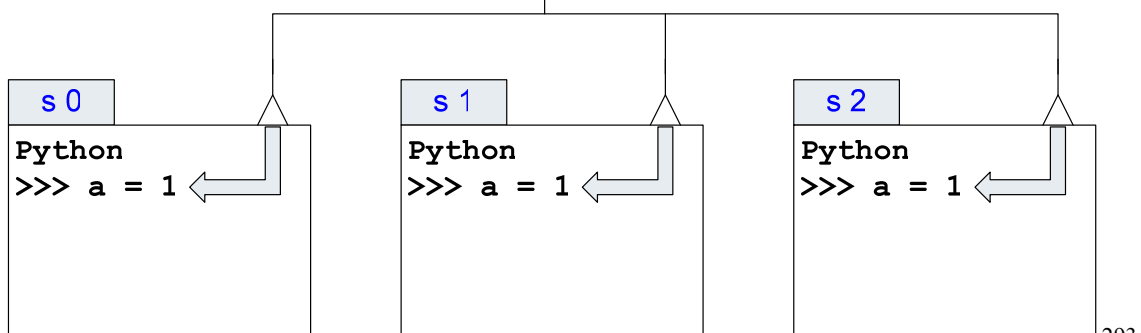 s 0
Python
>>> a = 1
s 1
Python
>>> a = 1
s 2
Python
>>> a = 1